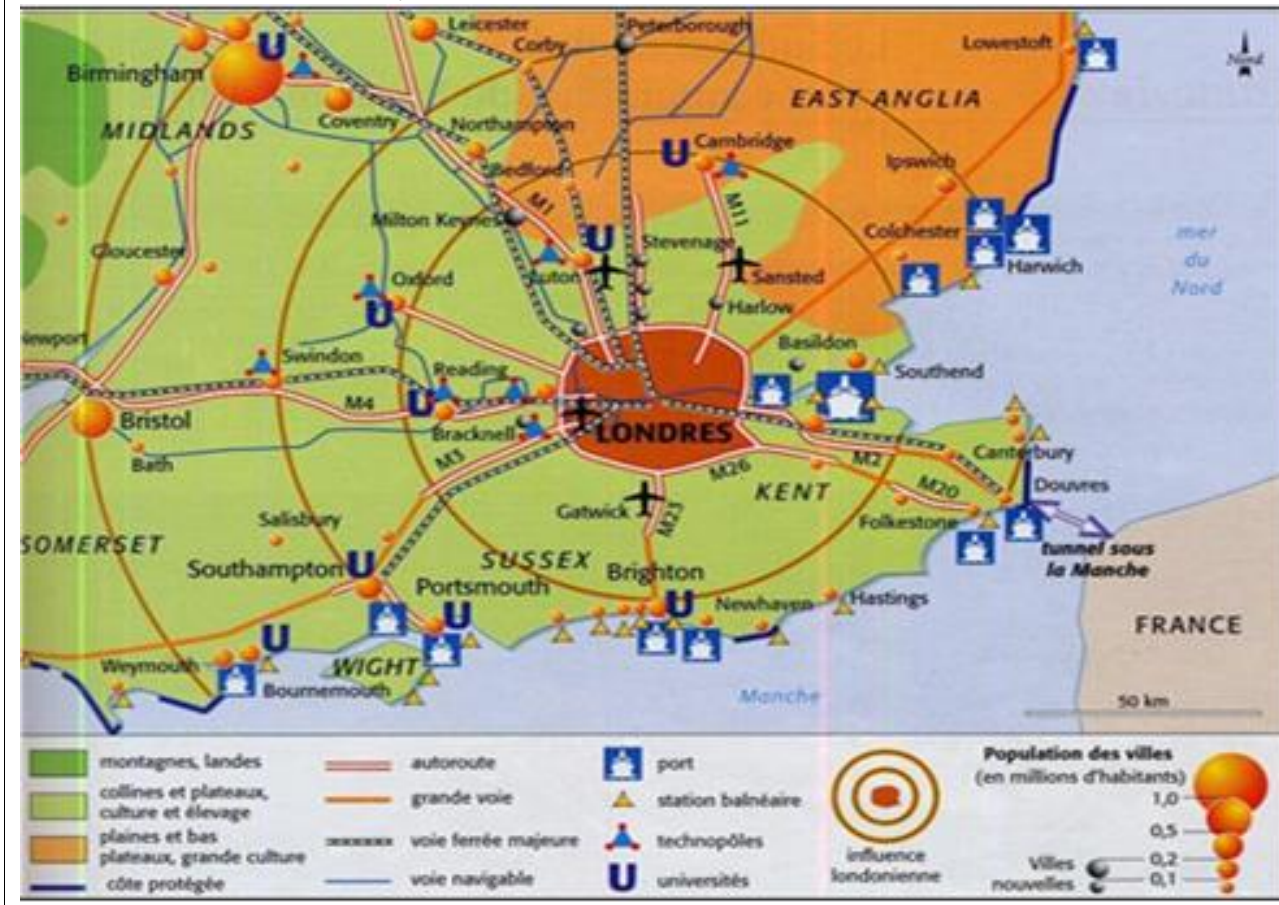 Leicester
Peterborough
Corby
Lowestoft
Nord
Birmingham
EAST ANGLIA
MIDLANDS
Coventry
Northampton
Cambridge
U
U
Bedford
Ipswich
M1
M11
Milton Keynes
U
Stevenage
Colchester
mer
du
Nord
Gloucester
Luton
Sansted
Harwich
Oxford
U
Harlow
Newport
Basildon
Swindon
Reading
Southend
M4
U
Bristol
Bracknell
LONDRES
Bath
M3
M26
M2
Canterbury
KENT
M20
Douvres
Gatwick
M23
Folkestone
Salisbury
SOMERSET
tunnel sous
la Manche
SUSSEX
Southampton
U
Portsmouth
Brighton
U
U
Newhaven
Hastings
FRANCE
U
Weymouth
WIGHT
Bournemouth
Manche
50 km
montagnes, landes
collines et plateaux,
culture et élevage
plaines et bas
plateaux, grande culture
côte protégée
autoroute
grande voie
voie ferrée majeure
voie navigable
port
station balnéaire
technopôles
U
universités
influence
londonienne
Population des villes
(en millions d'habitants)
1,0
0,5
0,2
0,1
Villes
nouvelles